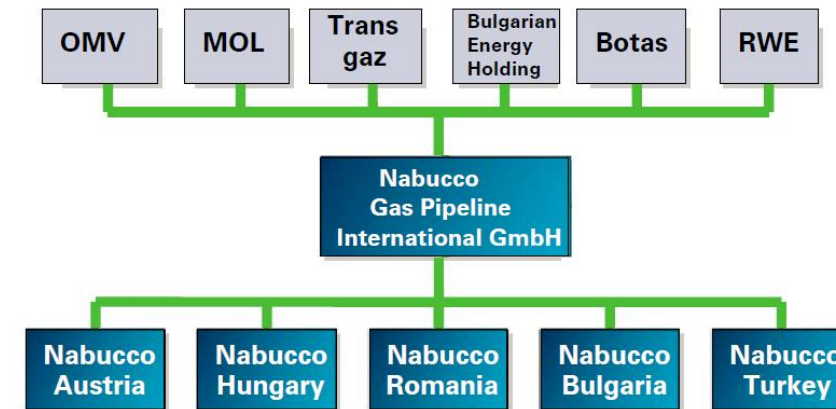 OMV
MOL
Trans
gaz
Bulgarian
Energy
Holding
Botas
RWE
Nabucco
Gas Pipeline
International GmbH
Nabucco
Austria
Nabucco
Hungary
Nabucco
Romania
Nabucco
Bulgaria
Nabucco
Turkey